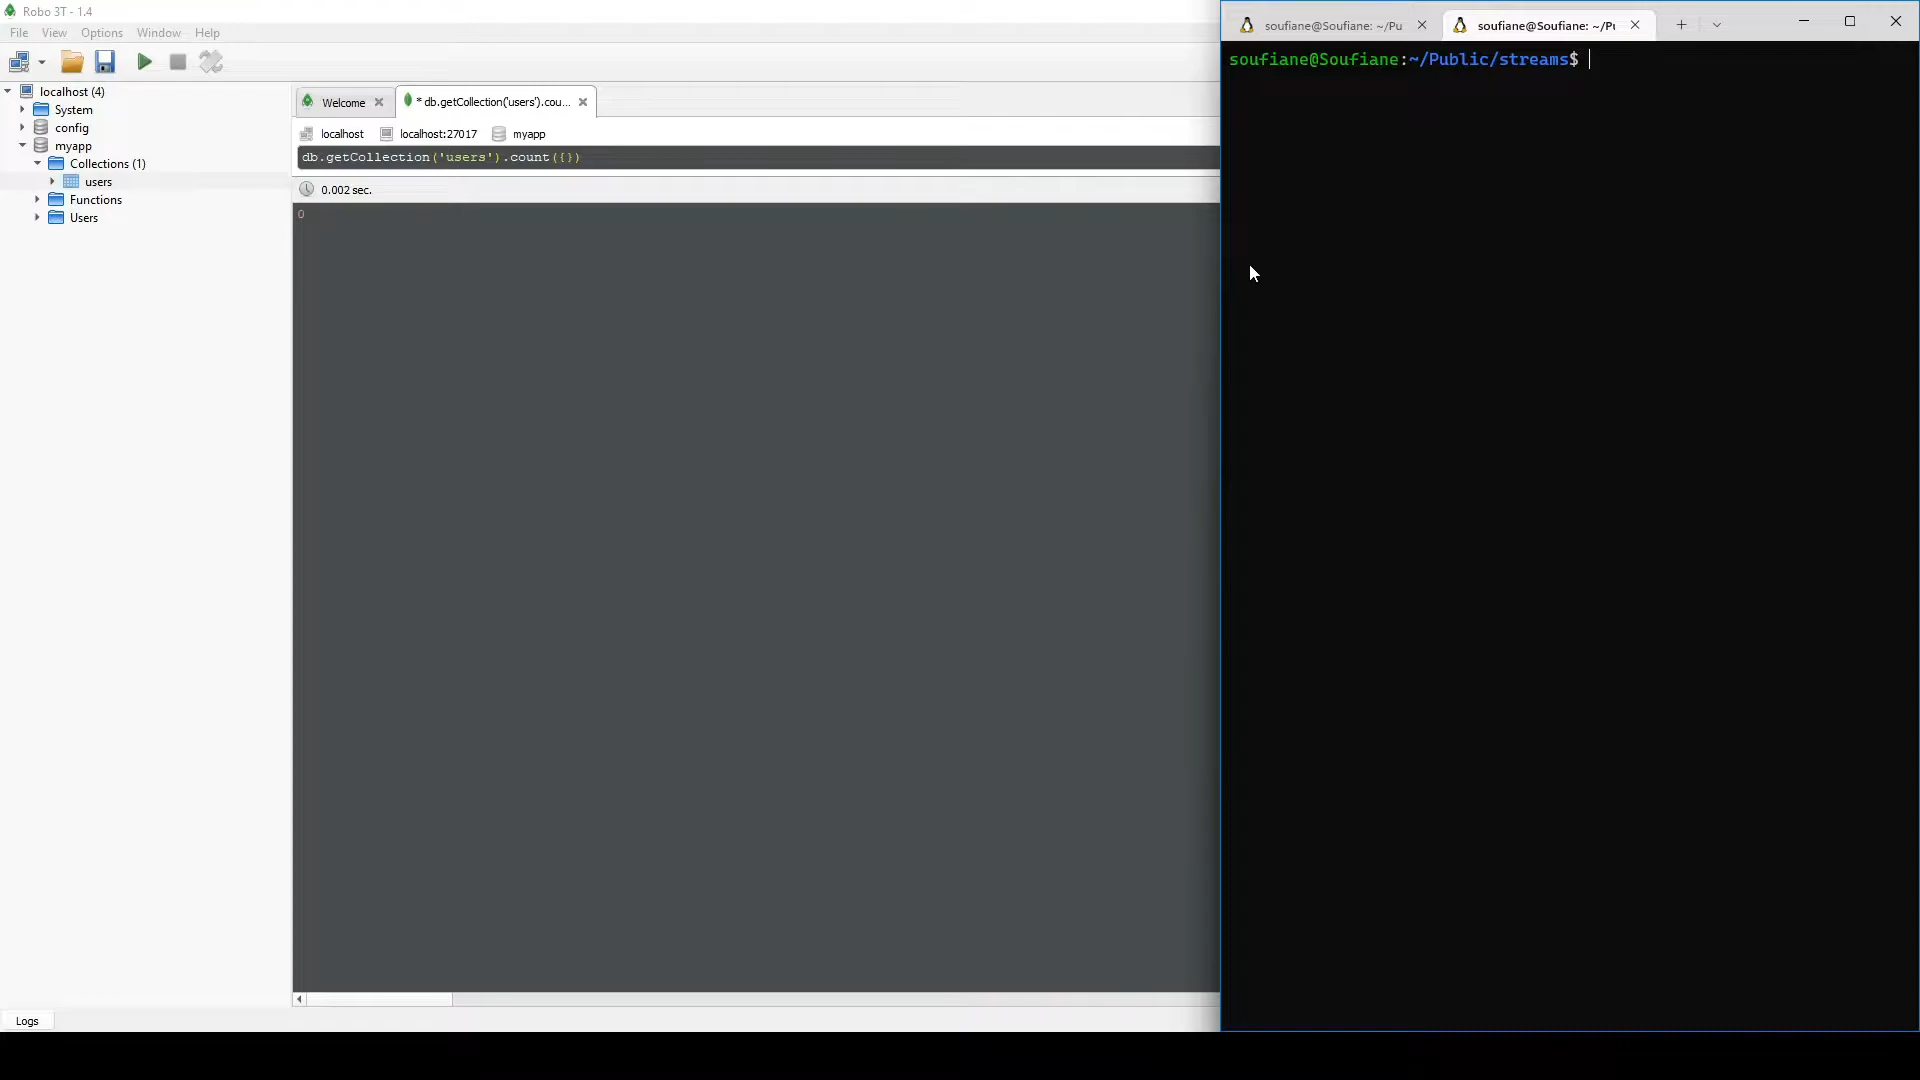 Robo 3T - 1.4
File View Options Window Help
localhost (4)
System
config
myapp
Collections (1)
users
Functions
Users
Welcome
* db.getCollection('users').cou...
localhost localhost:27017 myapp
db.getCollection('users').count({})
0.002 sec.
0
Logs
soufiane@Soufiane: ~/Pu
soufiane@Soufiane: ~/Pu
soufiane@Soufiane:~/Public/streams$